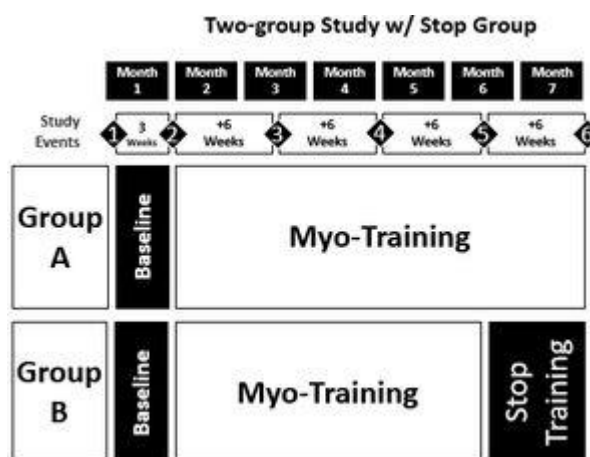 Two-group Study w/ Stop Group
Month 1
Month 2
Month 3
Month 4
Month 5
Month 6
Month 7
Study Events
1
3 Weeks
2
+6 Weeks
3
+6 Weeks
4
+6 Weeks
5
+6 Weeks
6
Group A
Baseline
Myo-Training
Group B
Baseline
Myo-Training
Stop Training